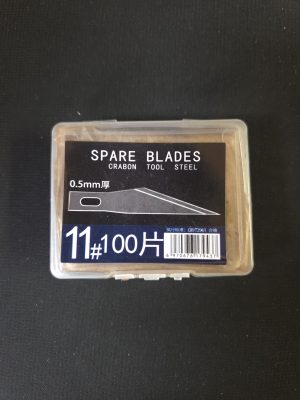 SPARE BLADES
CRABON TOOL STEEL
0.5mm厚
11#100片